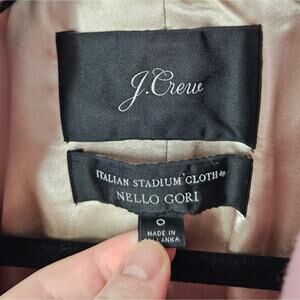 J.Crew
ITALIAN STADIUM CLOTH®
NELLO GORI
0
MADE IN
SRI LANKA